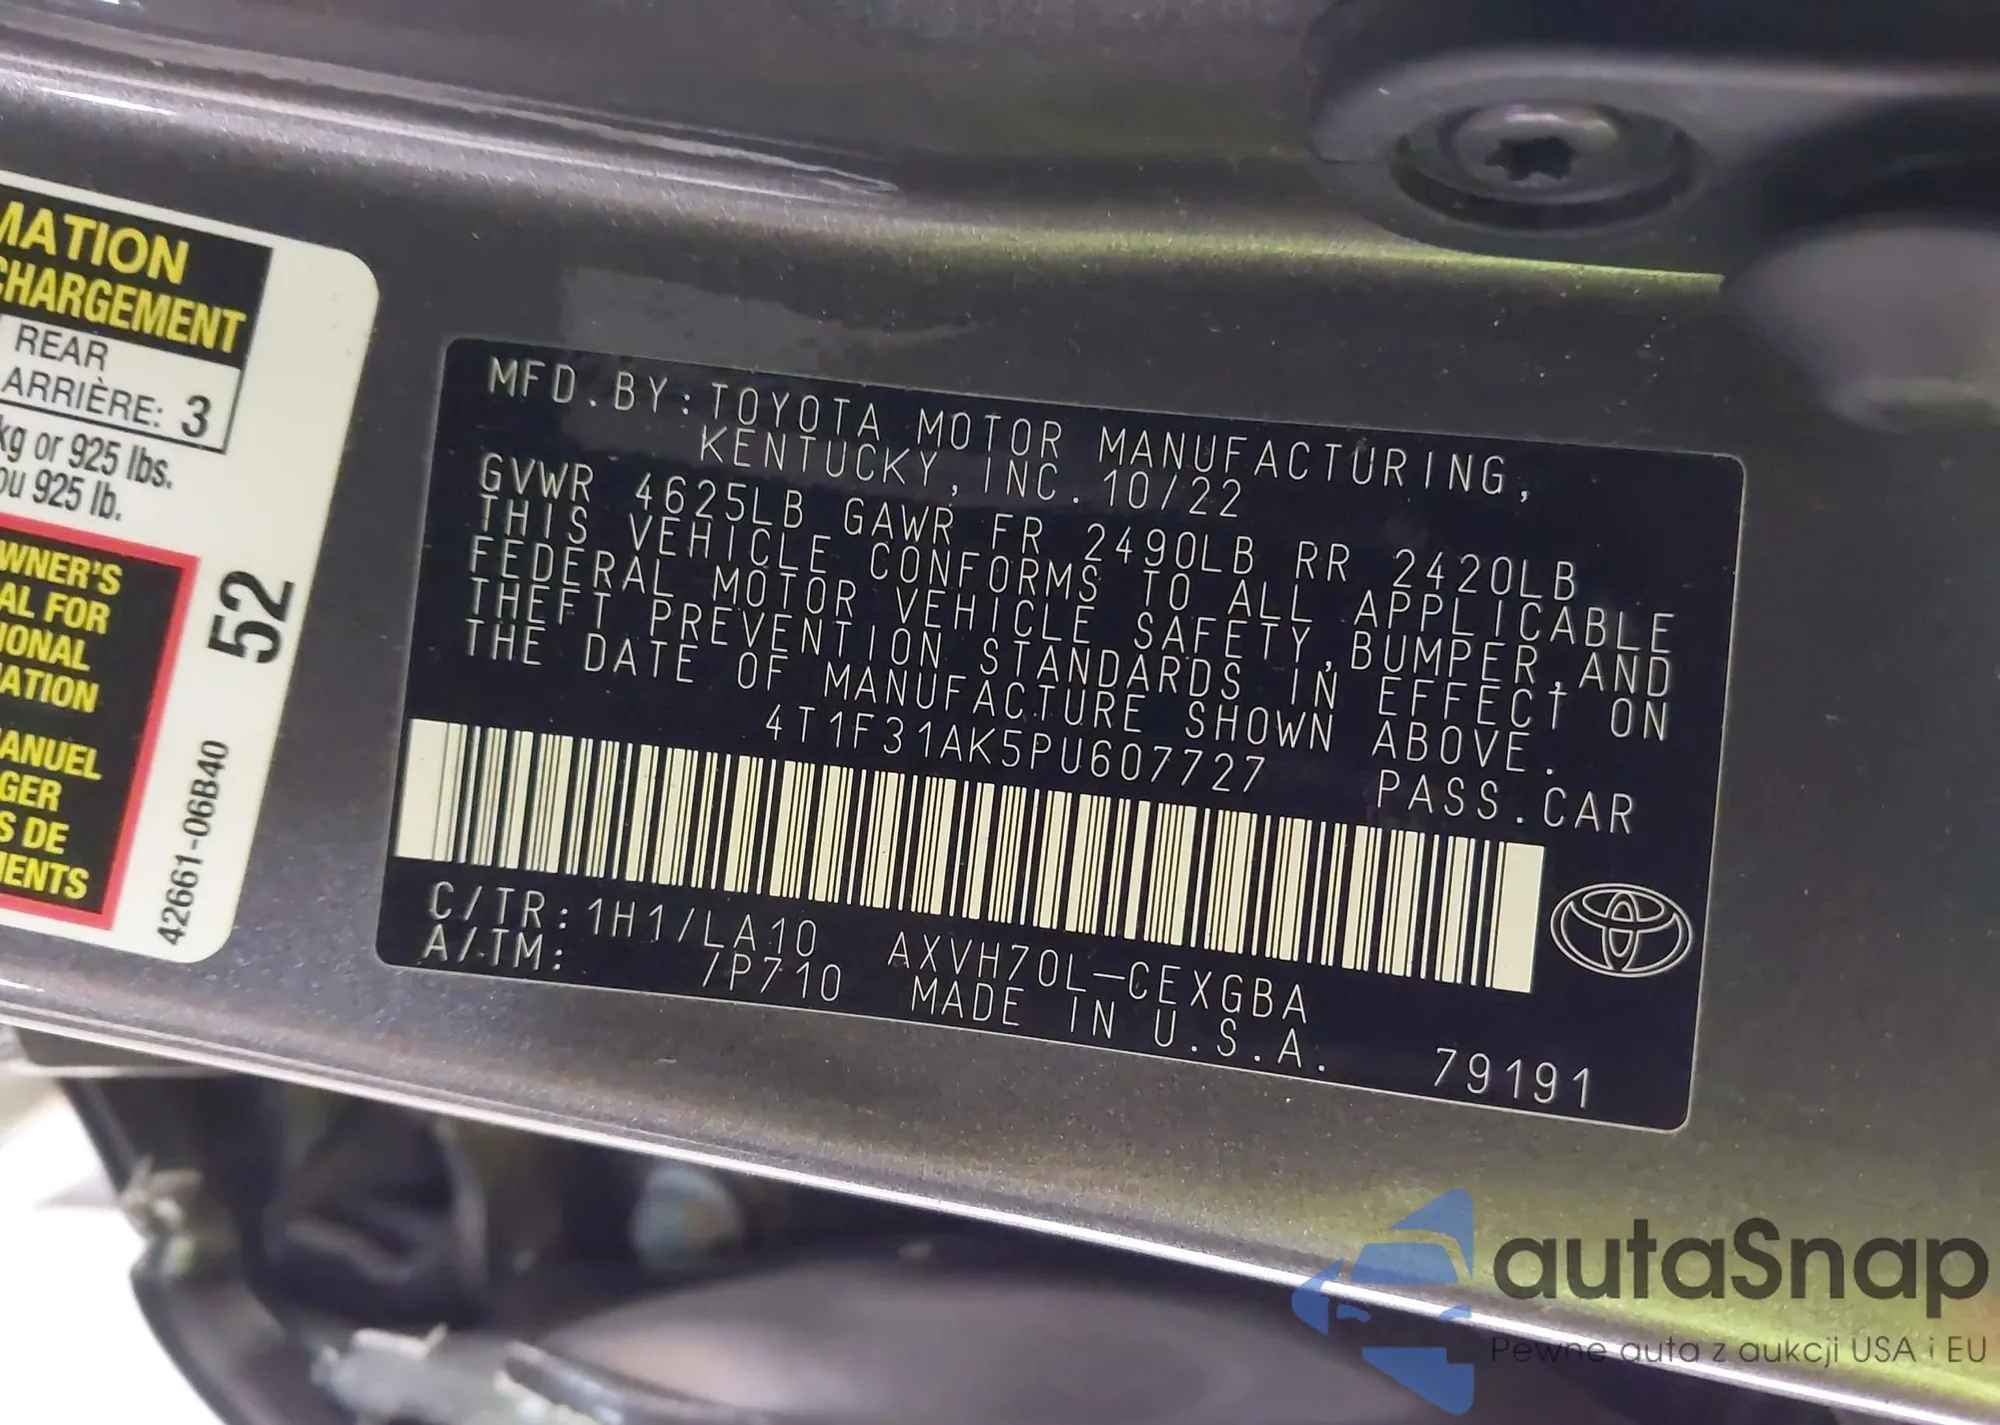 MATION
CHARGEMENT
REAR
ARRIÈRE: 3
kg or 925 lbs.
ou 925 lb.
WNER'S
AL FOR
IONAL
ATION
ANUEL
GER
S DE
MENTS
52
42661-06B40
MFD.BY:TOYOTA MOTOR MANUFACTURING,
KENTUCKY,INC.10/22
GVWR 4625LB GAWR FR 2490LB RR 2420LB
THIS VEHICLE CONFORMS TO ALL APPLICABLE
FEDERAL MOTOR VEHICLE SAFETY,BUMPER,AND
THEFT PREVENTION STANDARDS IN EFFECT ON
THE DATE OF MANUFACTURE SHOWN ABOVE.
4T1F31AK5PU607727 PASS.CAR
C/TR:1H1/LA10 AXVH70L-CEXGBA
A/TM: /P710 MADE IN U.S.A. 79191
autaSnap
Pewne auta z aukcji USA i EU